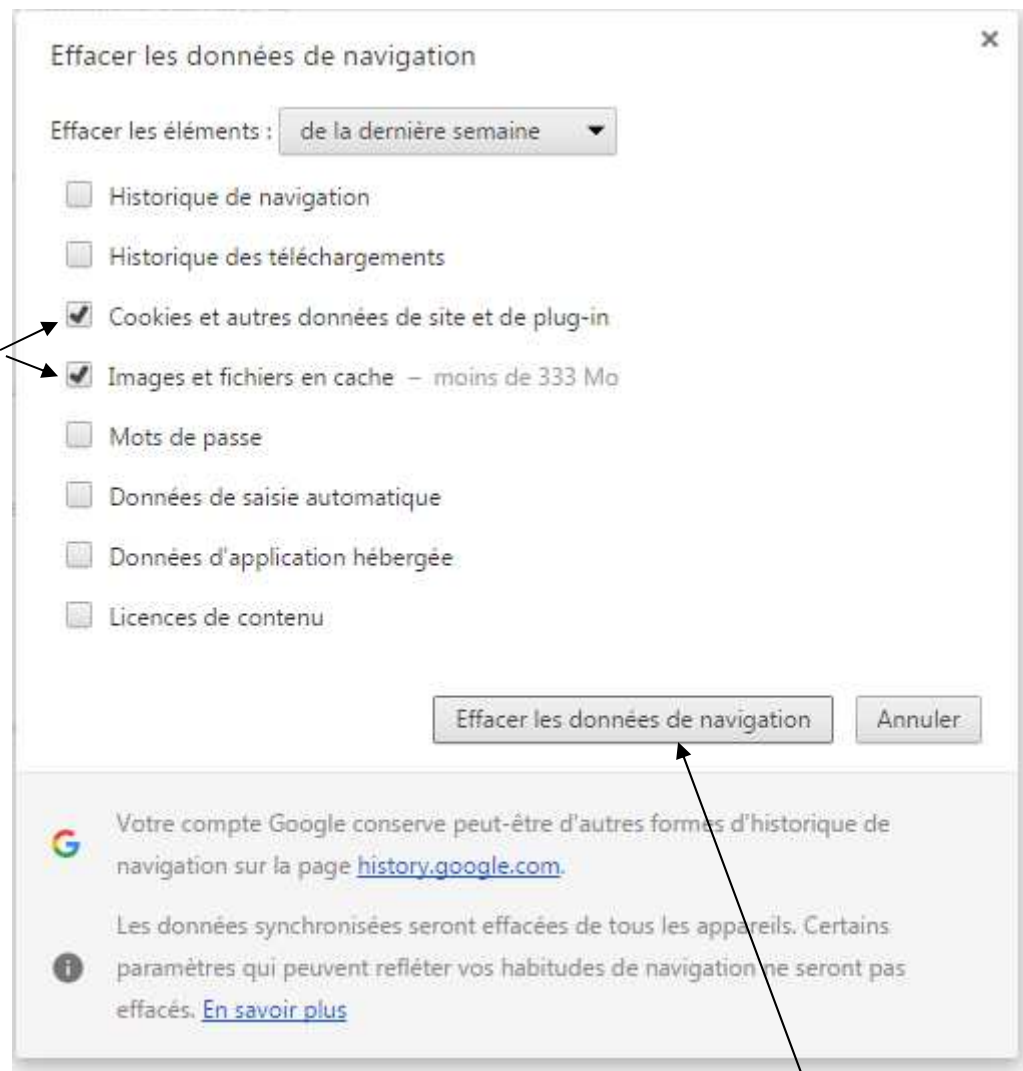 Effacer les données de navigation
Effacer les éléments : de la dernière semaine
Historique de navigation
Historique des téléchargements
Cookies et autres données de site et de plug-in
Images et fichiers en cache – moins de 333 Mo
Mots de passe
Données de saisie automatique
Données d'application hébergée
Licences de contenu
Effacer les données de navigation Annuler
Votre compte Google conserve peut-être d'autres formes d'historique de
navigation sur la page history.google.com.
Les données synchronisées seront effacées de tous les appareils. Certains
paramètres qui peuvent refléter vos habitudes de navigation ne seront pas
effacés. En savoir plus